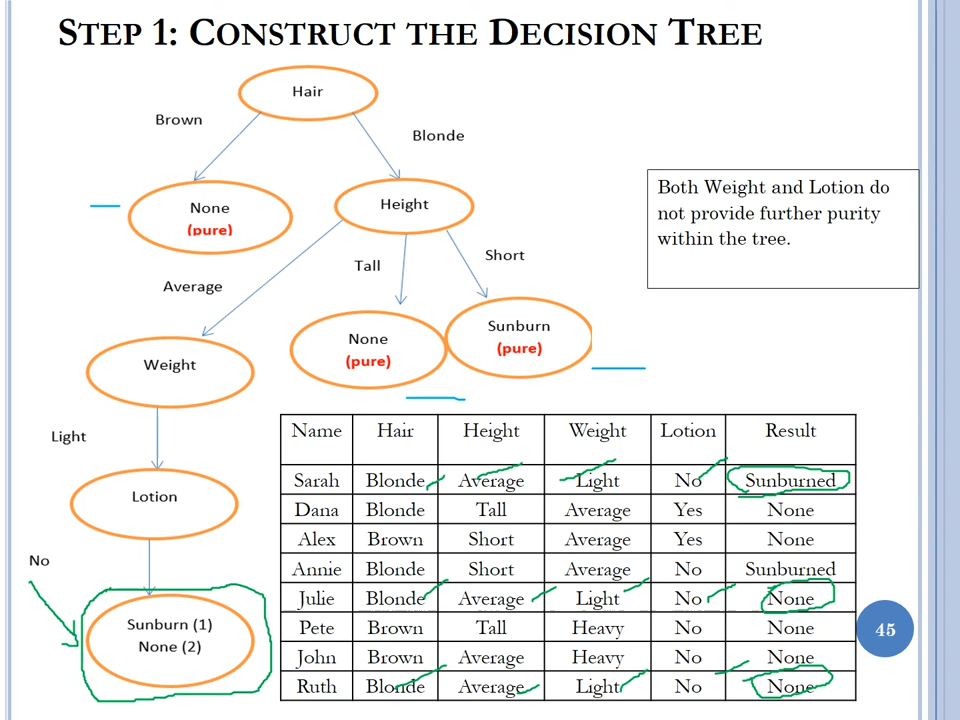 STEP 1: CONSTRUCT THE DECISION TREE
Hair
Brown
Blonde
None
(pure)
Height
Both Weight and Lotion do
not provide further purity
within the tree.
Average
Tall
Short
None
(pure)
Sunburn
(pure)
Weight
Light
Lotion
No
Sunburn (1)
None (2)
Name Hair Height Weight Lotion Result
Sarah Blonde Average Light No Sunburned
Dana Blonde Tall Average Yes None
Alex Brown Short Average Yes None
Annie Blonde Short Average No Sunburned
Julie Blonde Average Light No None
Pete Brown Tall Heavy No None
John Brown Average Heavy No None
Ruth Blonde Average Light No None
45